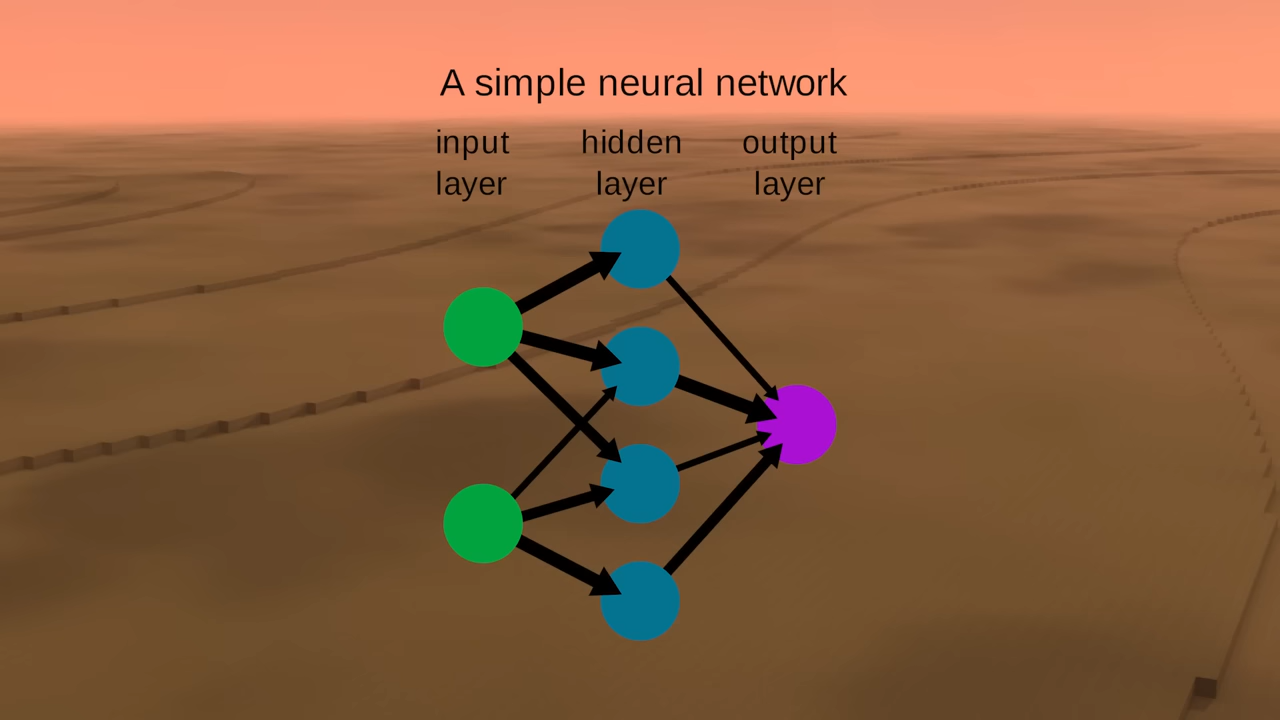 A simple neural network
input hidden output
layer layer layer